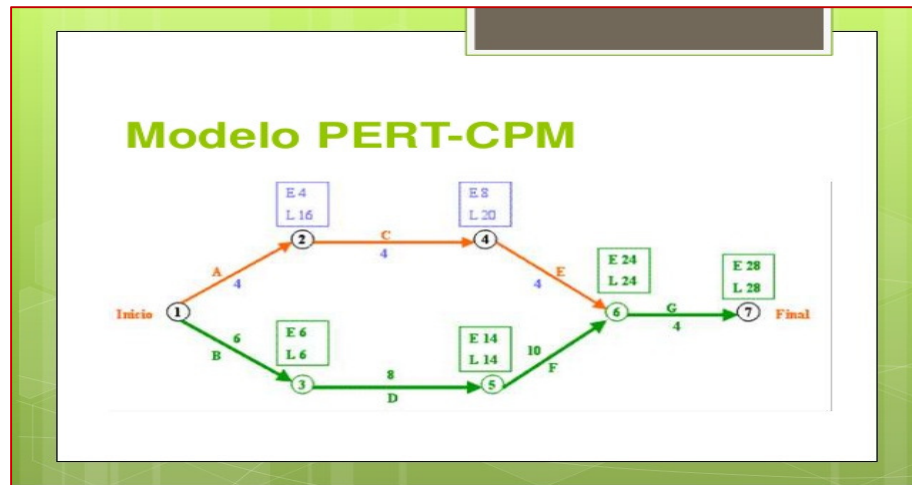 Modelo PERT-CPM
E 4
L 16
E 8
L 20
2
C
4
4
A
4
E
4
E 24
L 24
E 28
L 28
Inicio
1
6
G
4
7
Final
6
B
E 6
L 6
3
8
D
E 14
L 14
5
10
F